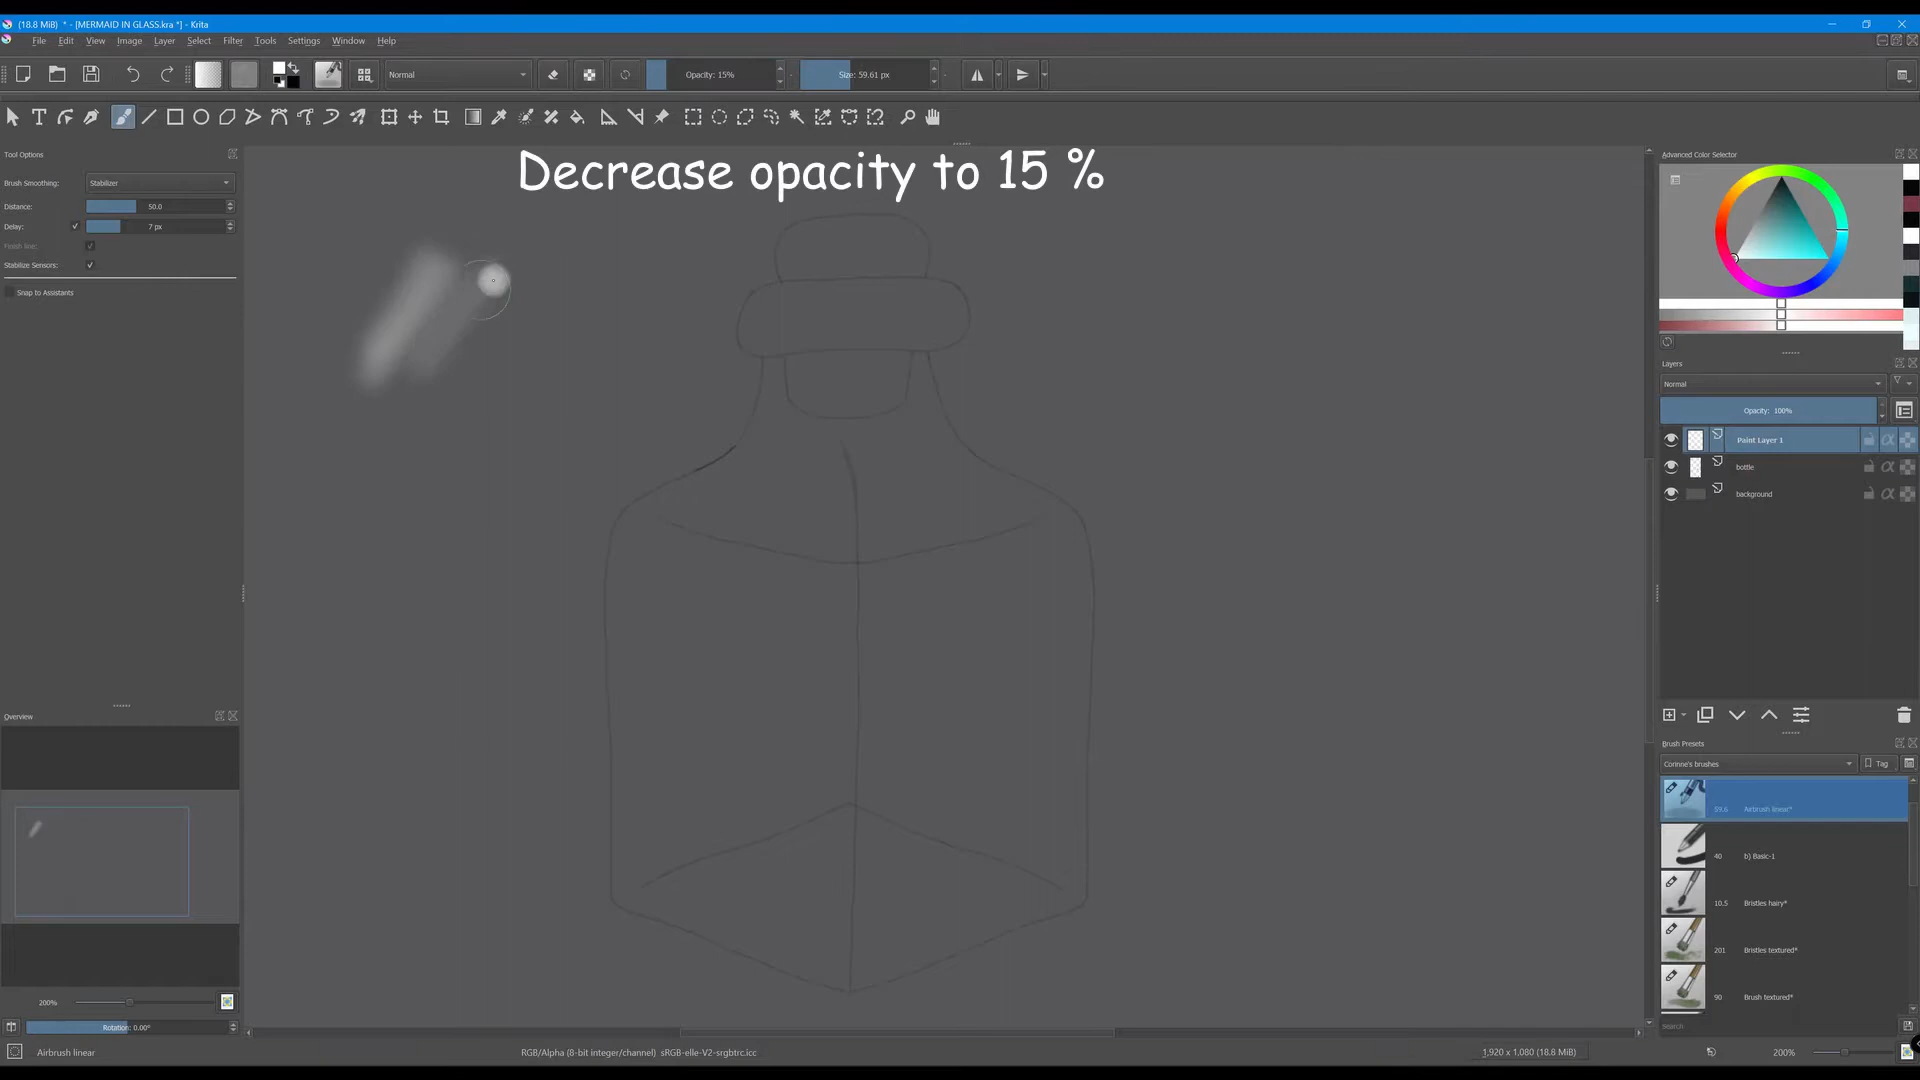 (18.8 MiB) * - [MERMAID IN GLASS.kra *] - Krita
File Edit View Image Layer Select Filter Tools Settings Window Help
Normal Opacity: 15% Size: 59.61 px
Tool Options
Advanced Color Selector
Decrease opacity to 15 %
Brush Smoothing: Stabilizer
Distance: 50.0
Delay: 7 px
Finish line:
Stabilize Sensors:
Snap to Assistants
Layers
Normal
Opacity: 100%
Paint Layer 1
bottle
background
Overview
Brush Presets
Corinne's brushes Tag
59.6 Airbrush linear*
40 b) Basic-1
10.5 Bristles hairy*
201 Bristles textured*
90 Brush textured*
Search
200%
Rotation: 0.00°
Airbrush linear
RGB/Alpha (8-bit integer/channel) sRGB-elle-V2-srgbtrc.icc
1,920 x 1,080 (18.8 MiB)
200%